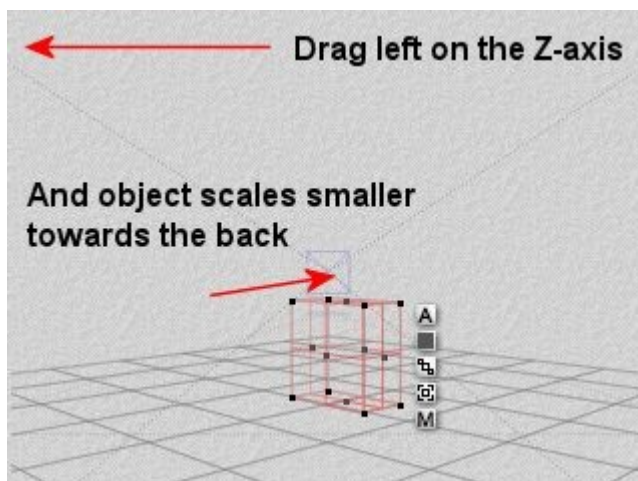 Drag left on the Z-axis
And object scales smaller
towards the back
A
M